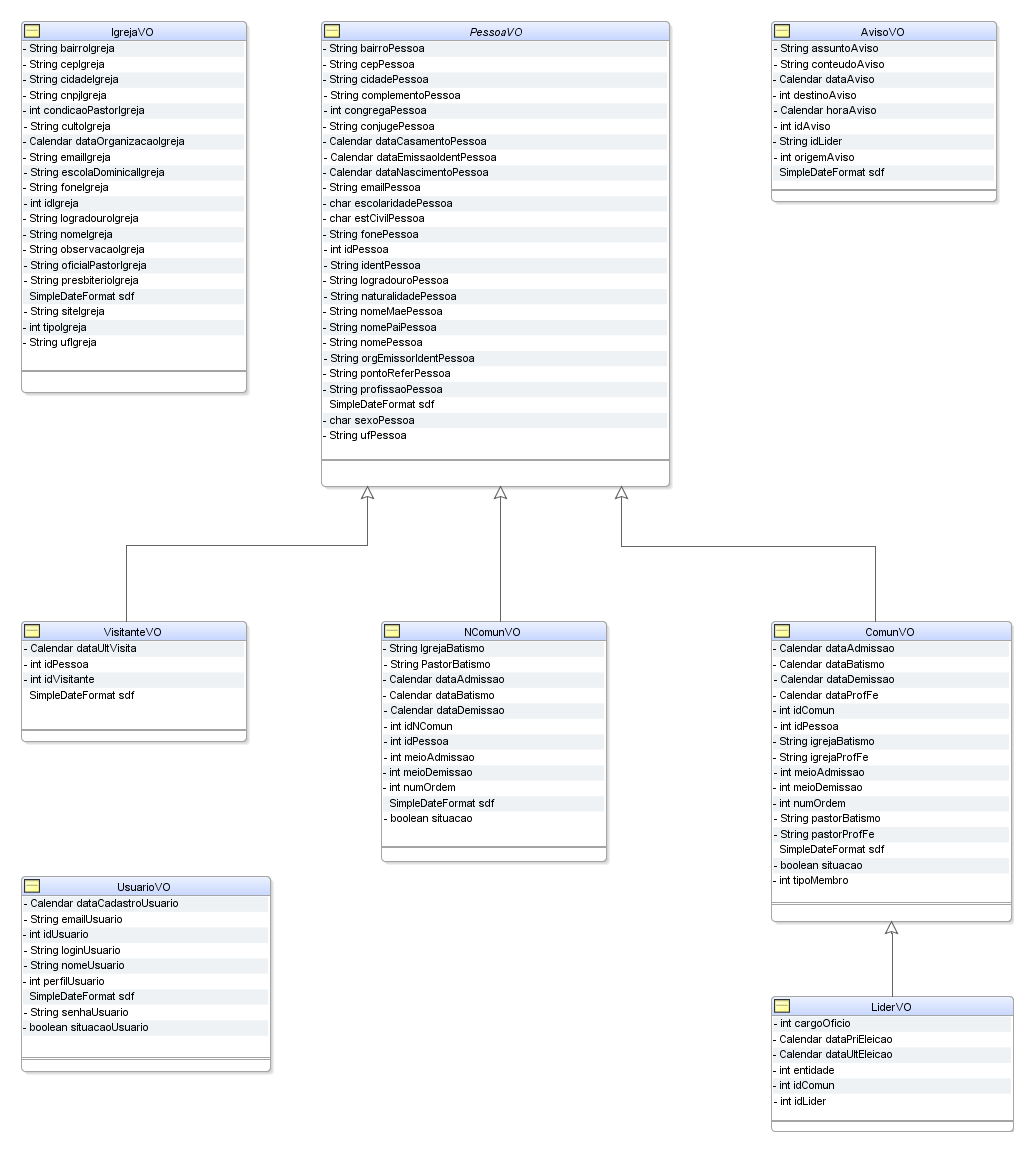 IgrejaVO
- String bairroIgreja
- String cepIgreja
- String cidadeIgreja
- String cnpjIgreja
- int condicaoPastorIgreja
- String cultoIgreja
- Calendar dataOrganizacaoIgreja
- String emailIgreja
- String escolaDominicalIgreja
- String foneIgreja
- int idIgreja
- String logradouroIgreja
- String nomeIgreja
- String observacaoIgreja
- String oficialPastorIgreja
- String presbiterioIgreja
SimpleDateFormat sdf
- String siteIgreja
- int tipoIgreja
- String ufIgreja
PessoaVO
- String bairroPessoa
- String cepPessoa
- String cidadePessoa
- String complementoPessoa
- int congregaPessoa
- String conjugePessoa
- Calendar dataCasamentoPessoa
- Calendar dataEmissaoIdentPessoa
- Calendar dataNascimentoPessoa
- String emailPessoa
- char escolaridadePessoa
- char estCivilPessoa
- String fonePessoa
- int idPessoa
- String identPessoa
- String logradouroPessoa
- String naturalidadePessoa
- String nomeMaePessoa
- String nomePaiPessoa
- String nomePessoa
- String orgEmissorIdentPessoa
- String pontoReferPessoa
- String profissaoPessoa
SimpleDateFormat sdf
- char sexoPessoa
- String ufPessoa
AvisoVO
- String assuntoAviso
- String conteudoAviso
- Calendar dataAviso
- int destinoAviso
- Calendar horaAviso
- int idAviso
- String idLider
- int origemAviso
SimpleDateFormat sdf
VisitanteVO
- Calendar dataUltVisita
- int idPessoa
- int idVisitante
SimpleDateFormat sdf
NComunVO
- String IgrejaBatismo
- String PastorBatismo
- Calendar dataAdmissao
- Calendar dataBatismo
- Calendar dataDemissao
- int idNComun
- int idPessoa
- int meioAdmissao
- int meioDemissao
- int numOrdem
SimpleDateFormat sdf
- boolean situacao
ComunVO
- Calendar dataAdmissao
- Calendar dataBatismo
- Calendar dataDemissao
- Calendar dataProfFe
- int idComun
- int idPessoa
- String igrejaBatismo
- String igrejaProfFe
- int meioAdmissao
- int meioDemissao
- int numOrdem
- String pastorBatismo
- String pastorProfFe
SimpleDateFormat sdf
- boolean situacao
- int tipoMembro
UsuarioVO
- Calendar dataCadastroUsuario
- String emailUsuario
- int idUsuario
- String loginUsuario
- String nomeUsuario
- int perfilUsuario
SimpleDateFormat sdf
- String senhaUsuario
- boolean situacaoUsuario
LiderVO
- int cargoOficio
- Calendar dataPriEleicao
- Calendar dataUltEleicao
- int entidade
- int idComun
- int idLider